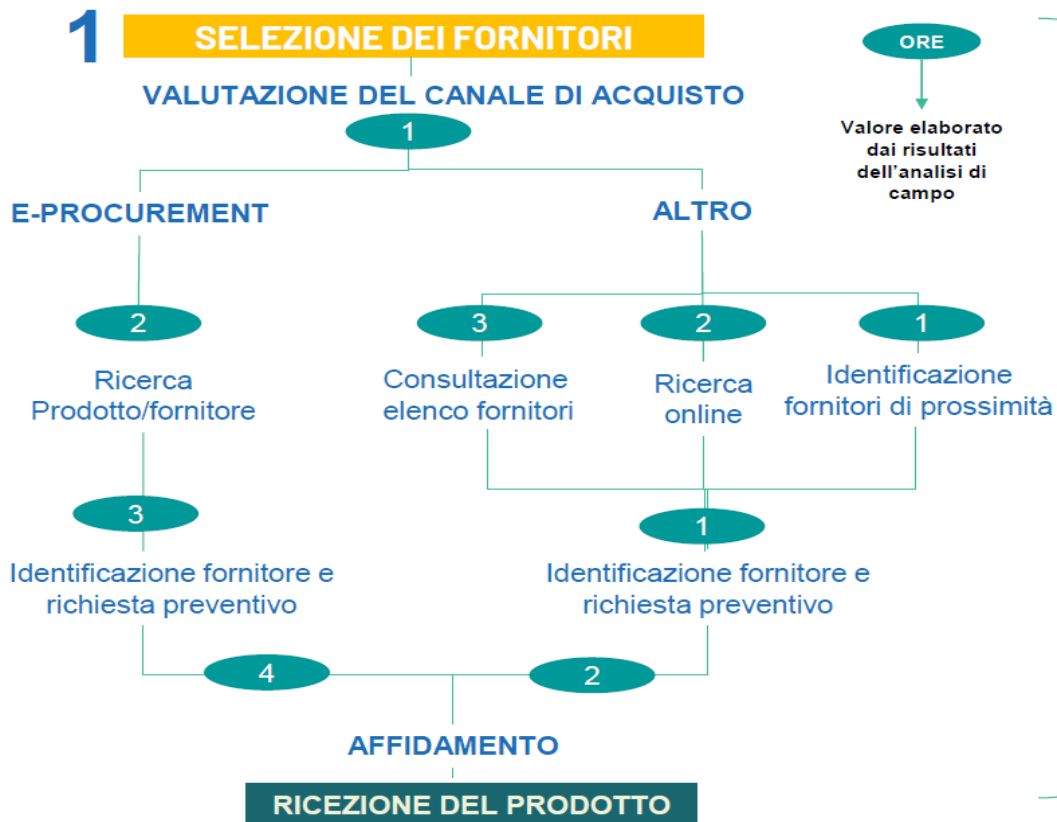 1
SELEZIONE DEI FORNITORI
ORE
Valore elaborato
dai risultati
dell'analisi di
campo
VALUTAZIONE DEL CANALE DI ACQUISTO
1
E-PROCUREMENT
ALTRO
2
3
2
1
Ricerca
Prodotto/fornitore
Consultazione
elenco fornitori
Ricerca
online
Identificazione
fornitori di prossimità
3
1
Identificazione fornitore e
richiesta preventivo
Identificazione fornitore e
richiesta preventivo
4
2
AFFIDAMENTO
RICEZIONE DEL PRODOTTO